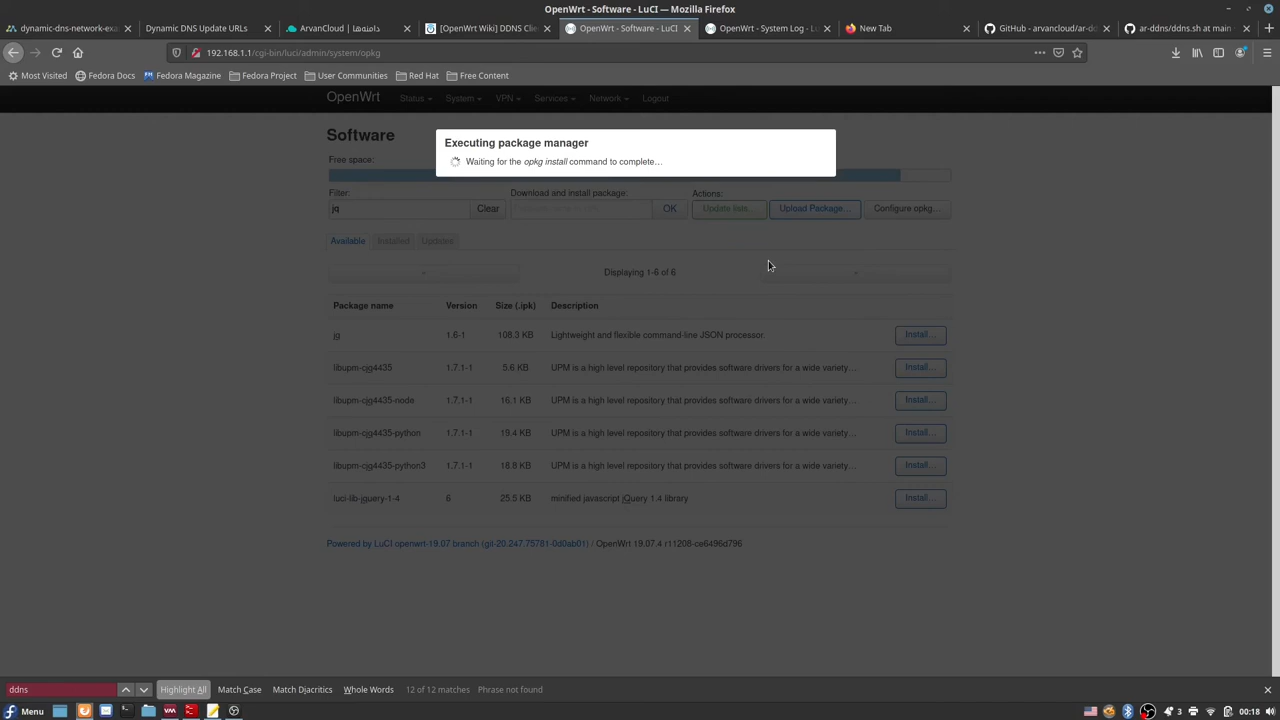 OpenWrt - Software - LuCI — Mozilla Firefox
dynamic-dns-network-exa
Dynamic DNS Update URLs
ArvanCloud | دامنه‌ها
[OpenWrt Wiki] DDNS Clie
OpenWrt - Software - LuCI
OpenWrt - System Log - L
New Tab
GitHub - arvancloud/ar-dd
ar-ddns/ddns.sh at main
192.168.1.1/cgi-bin/luci/admin/system/opkg
Most Visited
Fedora Docs
Fedora Magazine
Fedora Project
User Communities
Red Hat
Free Content
OpenWrt Status System VPN Services Network Logout
Software
Executing package manager
Waiting for the opkg install command to complete…
Free space:
Filter:
Download and install package:
Actions:
jq
Clear
OK
Update lists…
Upload Package…
Configure opkg…
Available Installed Updates
Displaying 1-6 of 6
Package name Version Size (.ipk) Description
jq 1.6-1 108.3 KB Lightweight and flexible command-line JSON processor. Install…
libupm-cjq4435 1.7.1-1 5.6 KB UPM is a high level repository that provides software drivers for a wide variety… Install…
libupm-cjq4435-node 1.7.1-1 16.1 KB UPM is a high level repository that provides software drivers for a wide variety… Install…
libupm-cjq4435-python 1.7.1-1 19.4 KB UPM is a high level repository that provides software drivers for a wide variety… Install…
libupm-cjq4435-python3 1.7.1-1 18.8 KB UPM is a high level repository that provides software drivers for a wide variety… Install…
luci-lib-jquery-1-4 6 25.5 KB minified javascript jQuery 1.4 library Install…
Powered by LuCI openwrt-19.07 branch (git-20.247.75781-0d0ab01) / OpenWrt 19.07.4 r11208-ce6496d796
ddns
Highlight All Match Case Match Diacritics Whole Words 12 of 12 matches Phrase not found
Menu
3
00:18